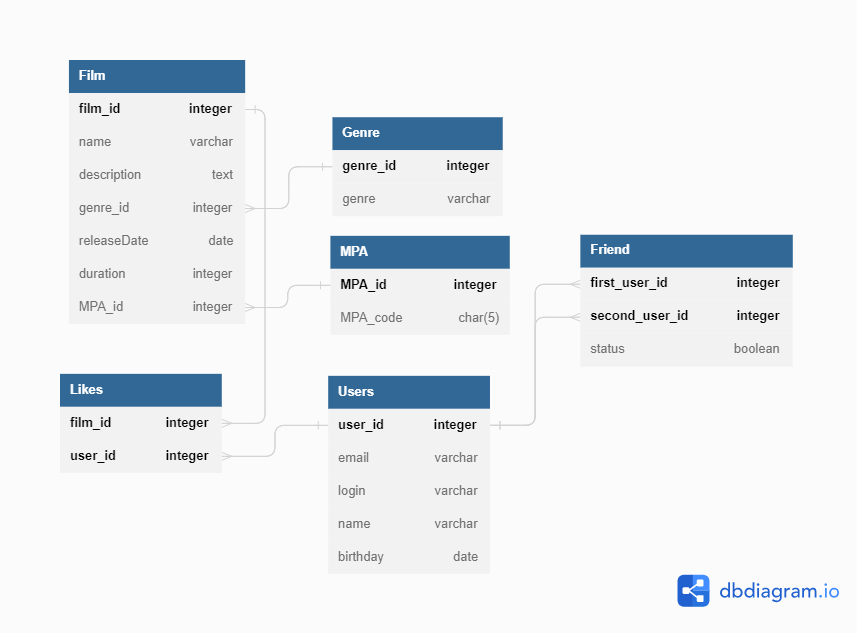 Film
film_id integer
name varchar
description text
genre_id integer
releaseDate date
duration integer
MPA_id integer
Genre
genre_id integer
genre varchar
MPA
MPA_id integer
MPA_code char(5)
Friend
first_user_id integer
second_user_id integer
status boolean
Likes
film_id integer
user_id integer
Users
user_id integer
email varchar
login varchar
name varchar
birthday date
dbdiagram.io